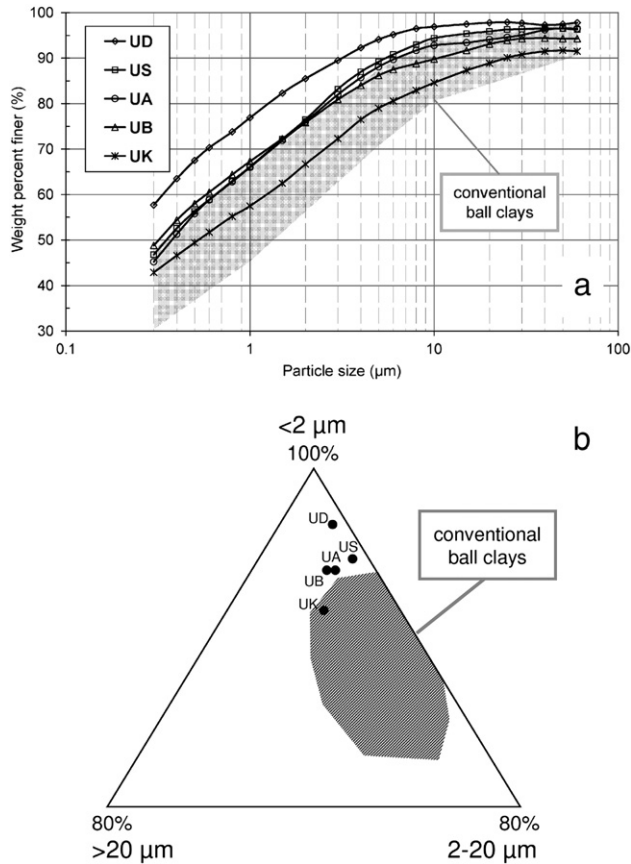 100
90
80
70
60
50
40
30
Weight percent finer (%)
UD
US
UA
UB
UK
conventional
ball clays
a
0.1
1
10
100
Particle size (µm)
b
<2 µm
100%
UD
US
UA
UB
UK
conventional
ball clays
80%
80%
>20 µm
2-20 µm